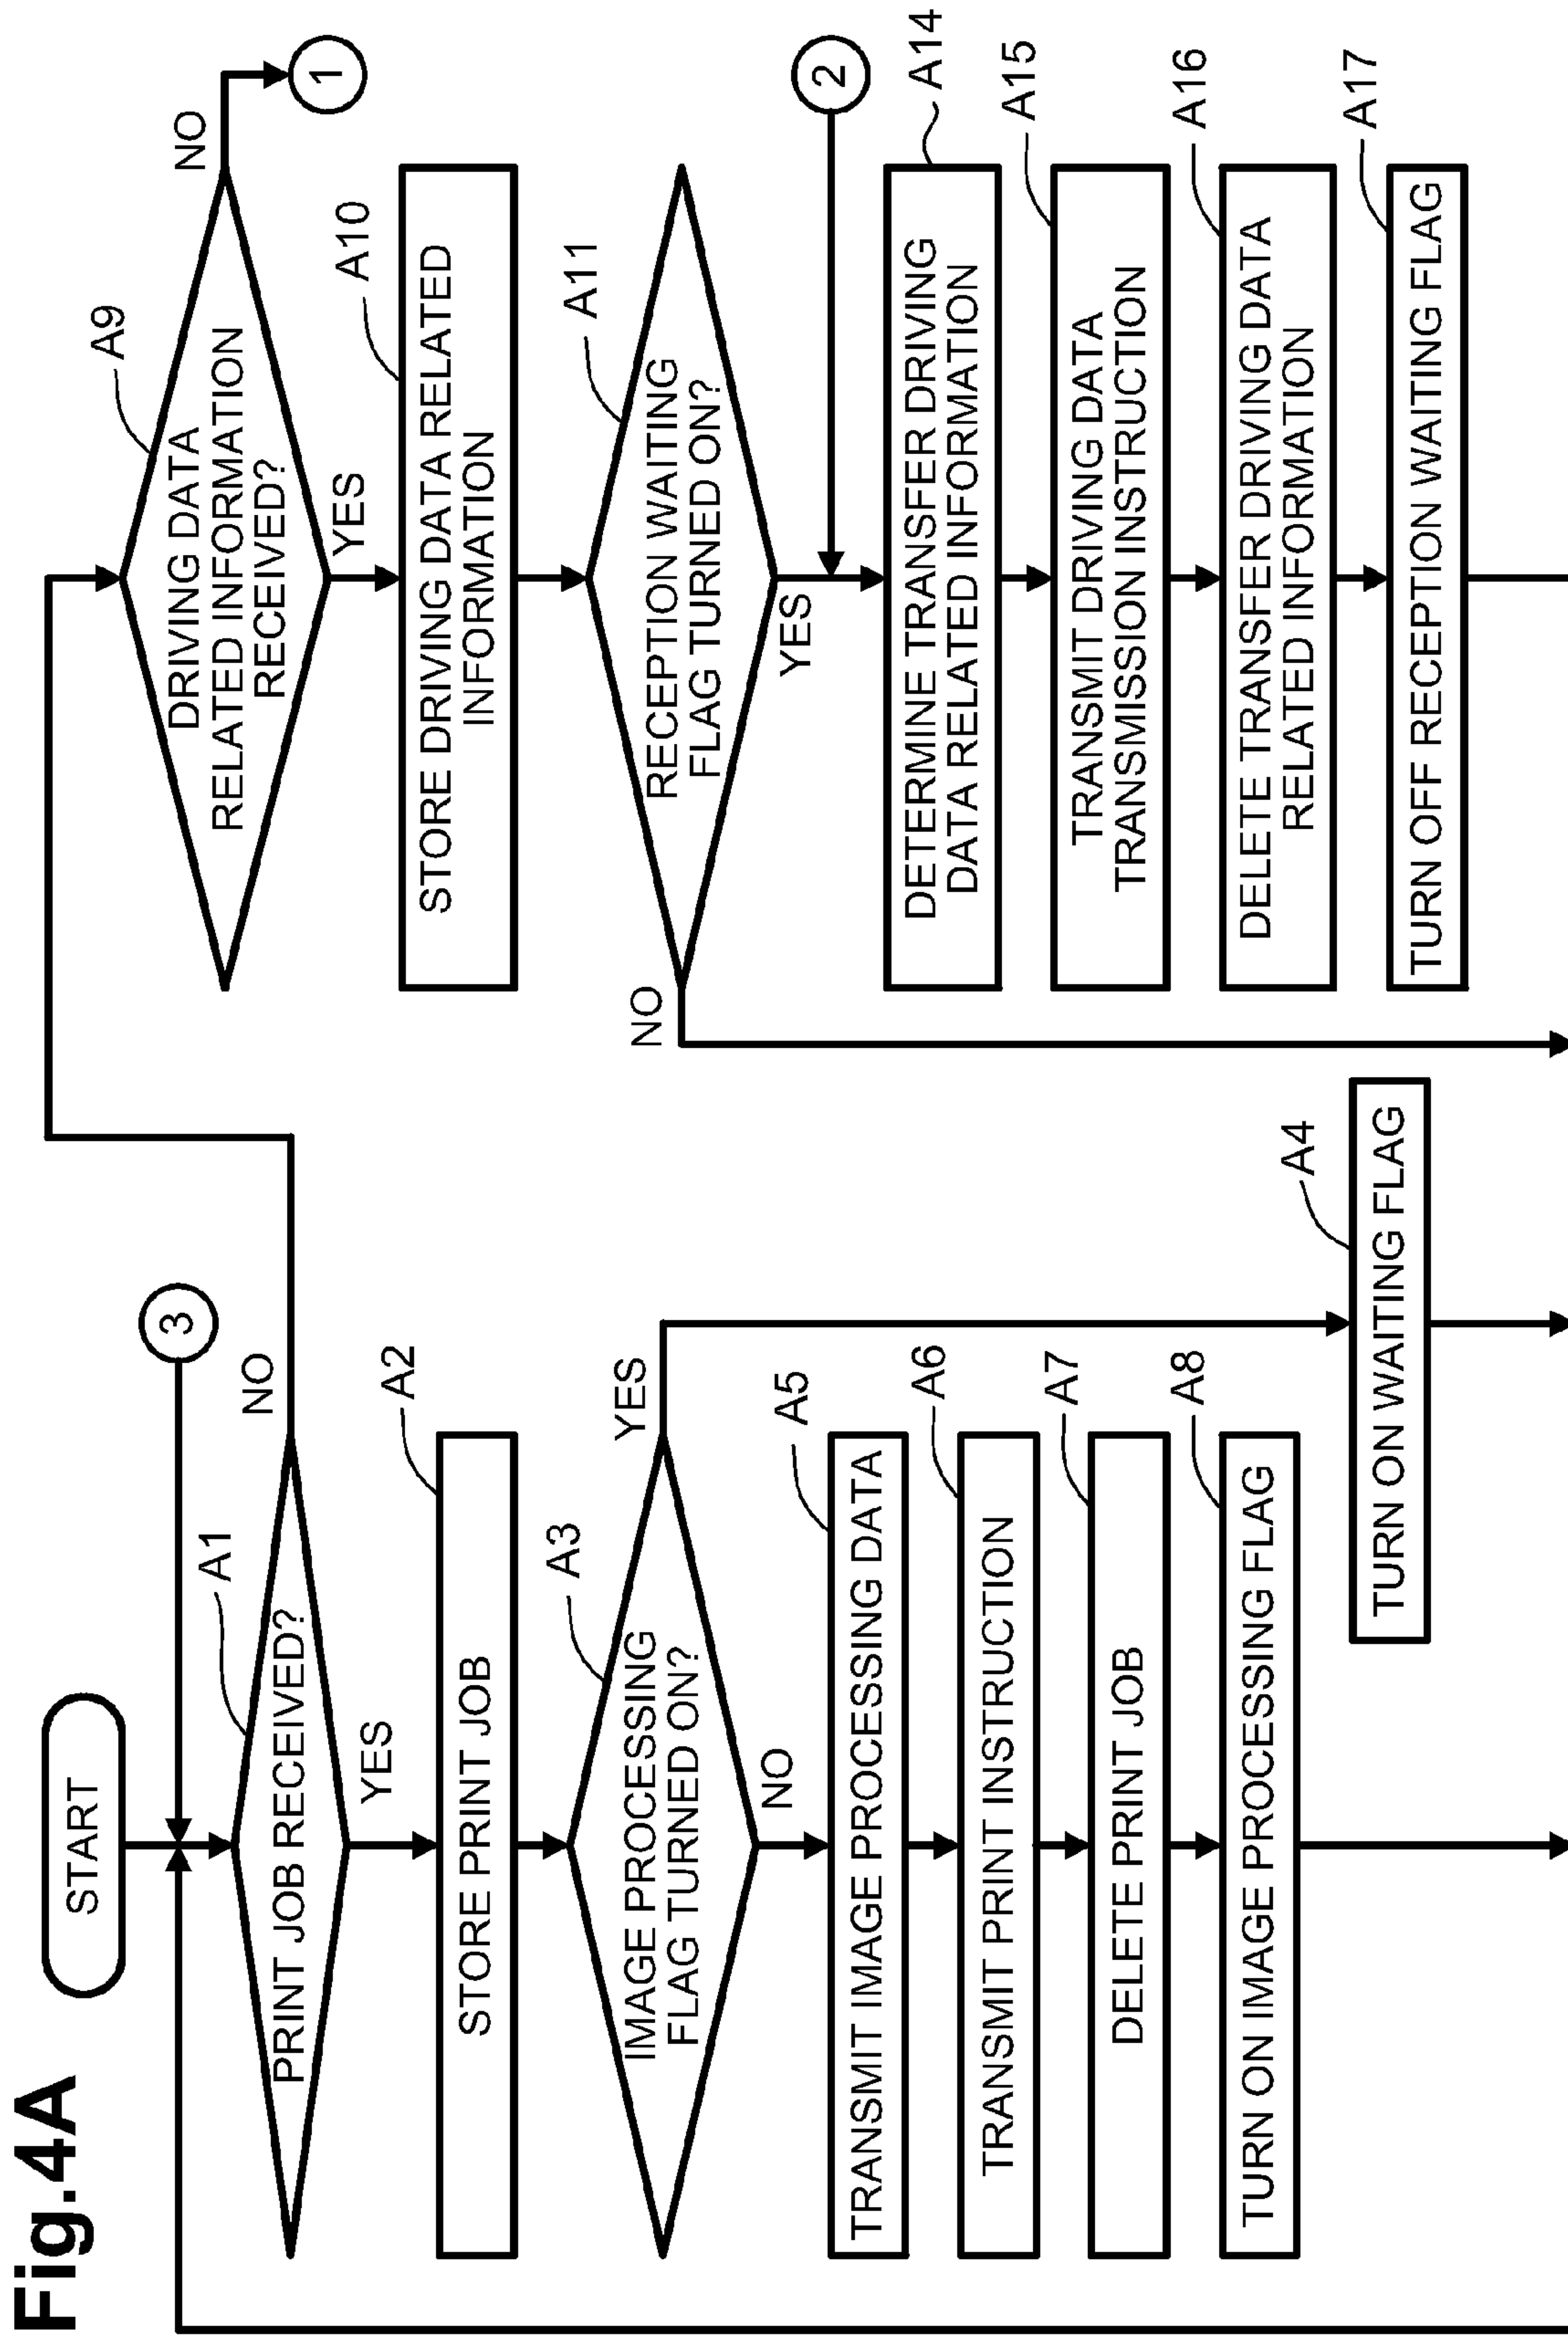 Fig.4A
START
3
A1
PRINT JOB RECEIVED?
NO
YES
A2
STORE PRINT JOB
A3
IMAGE PROCESSING
FLAG TURNED ON?
YES
NO
A5
TRANSMIT IMAGE PROCESSING DATA
A6
TRANSMIT PRINT INSTRUCTION
A7
DELETE PRINT JOB
A8
TURN ON IMAGE PROCESSING FLAG
A4
TURN ON WAITING FLAG
A9
DRIVING DATA
RELATED INFORMATION
RECEIVED?
NO
1
YES
A10
STORE DRIVING DATA RELATED
INFORMATION
A11
RECEPTION WAITING
FLAG TURNED ON?
NO
YES
2
A14
DETERMINE TRANSFER DRIVING
DATA RELATED INFORMATION
A15
TRANSMIT DRIVING DATA
TRANSMISSION INSTRUCTION
A16
DELETE TRANSFER DRIVING DATA
RELATED INFORMATION
A17
TURN OFF RECEPTION WAITING FLAG